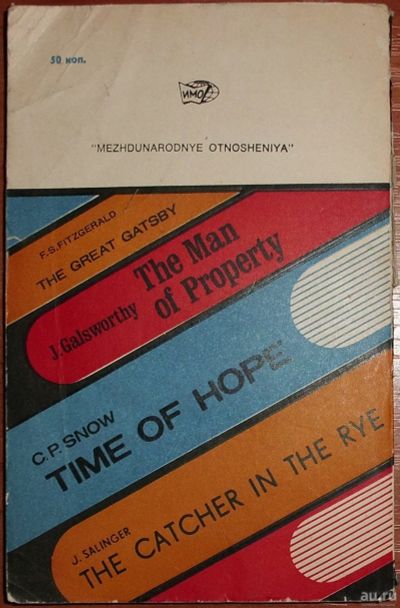 50 коп.
ИМО
"MEZHDUNARODNYE OTNOSHENIYA"
F.S.FITZGERALD
THE GREAT GATSBY
The Man
of Property
J.Galsworthy
C.P.SNOW
TIME OF HOPE
J.SALINGER
THE CATCHER IN THE RYE
au.ru